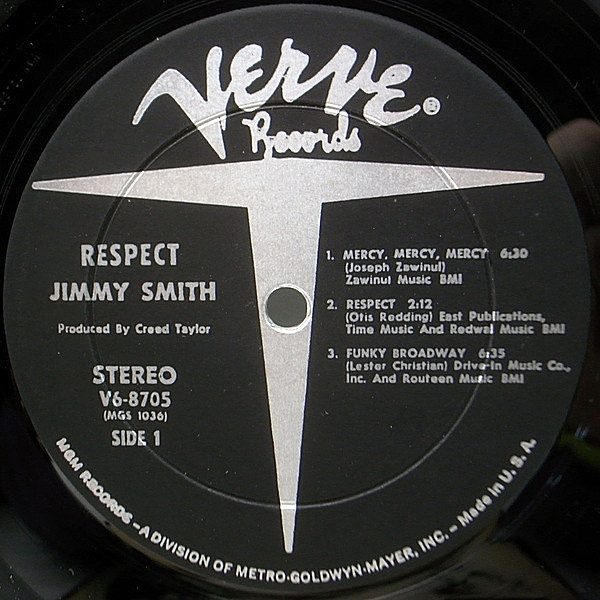 Verve ®
Records
RESPECT
JIMMY SMITH
Produced By Creed Taylor
STEREO
V6-8705
(MGS 1036)
SIDE 1
1. MERCY, MERCY, MERCY 6:30
(Joseph Zawinul)
Zawinul Music BMI
2. RESPECT 2:12
(Otis Redding) East Publications,
Time Music And Redwal Music BMI
3. FUNKY BROADWAY 6:35
(Lester Christian) Drive-In Music Co.,
Inc. And Routeen Music BMI
MGM RECORDS – A DIVISION OF METRO-GOLDWYN-MAYER, INC. – Made in U. S. A.